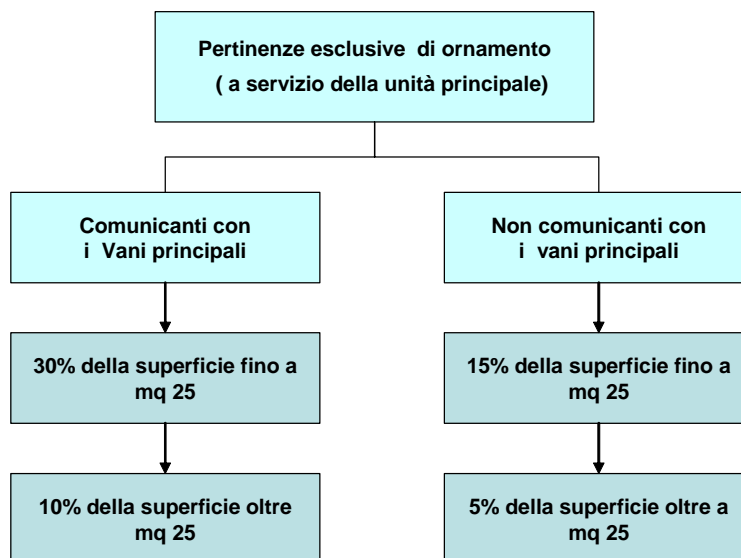 Pertinenze esclusive di ornamento
( a servizio della unità principale)
Comunicanti con
i Vani principali
Non comunicanti con
i vani principali
30% della superficie fino a
mq 25
15% della superficie fino a
mq 25
10% della superficie oltre
mq 25
5% della superficie oltre a
mq 25